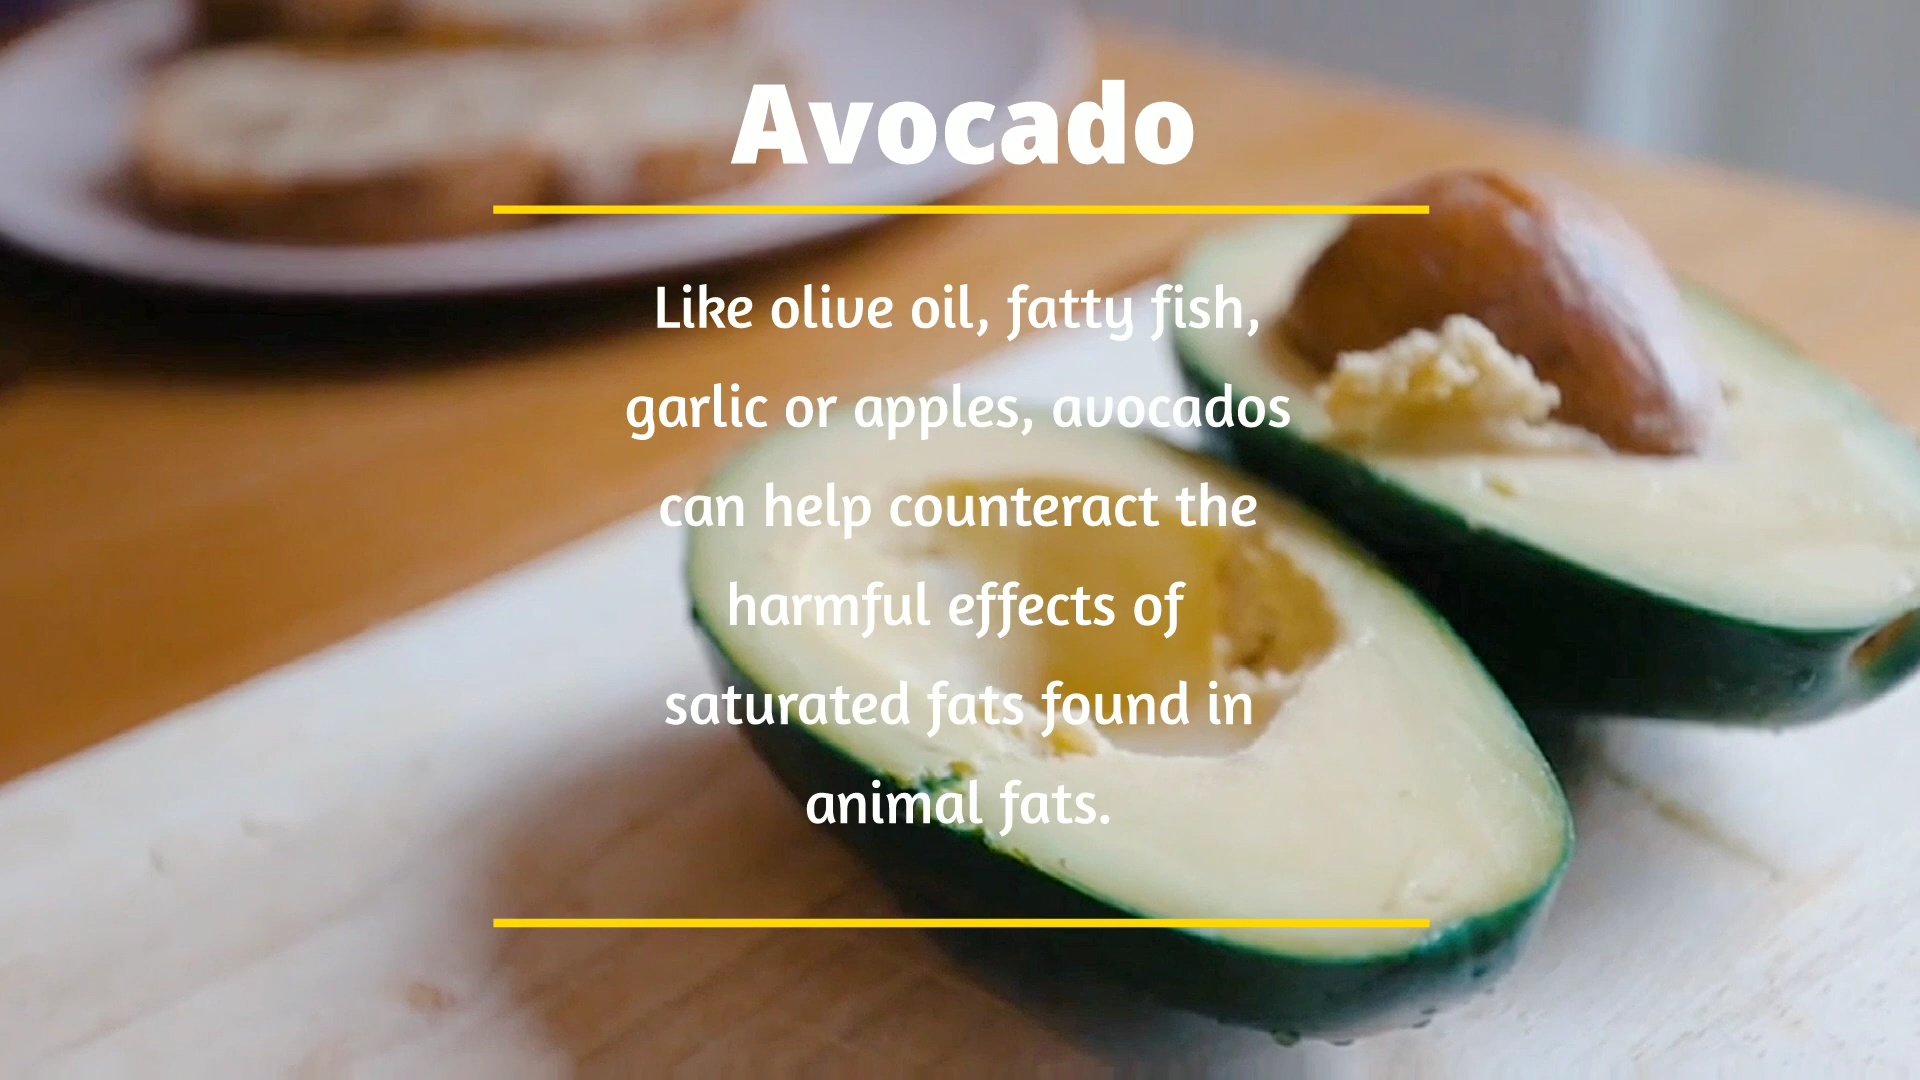 Avocado
Like olive oil, fatty fish,
garlic or apples, avocados
can help counteract the
harmful effects of
saturated fats found in
animal fats.